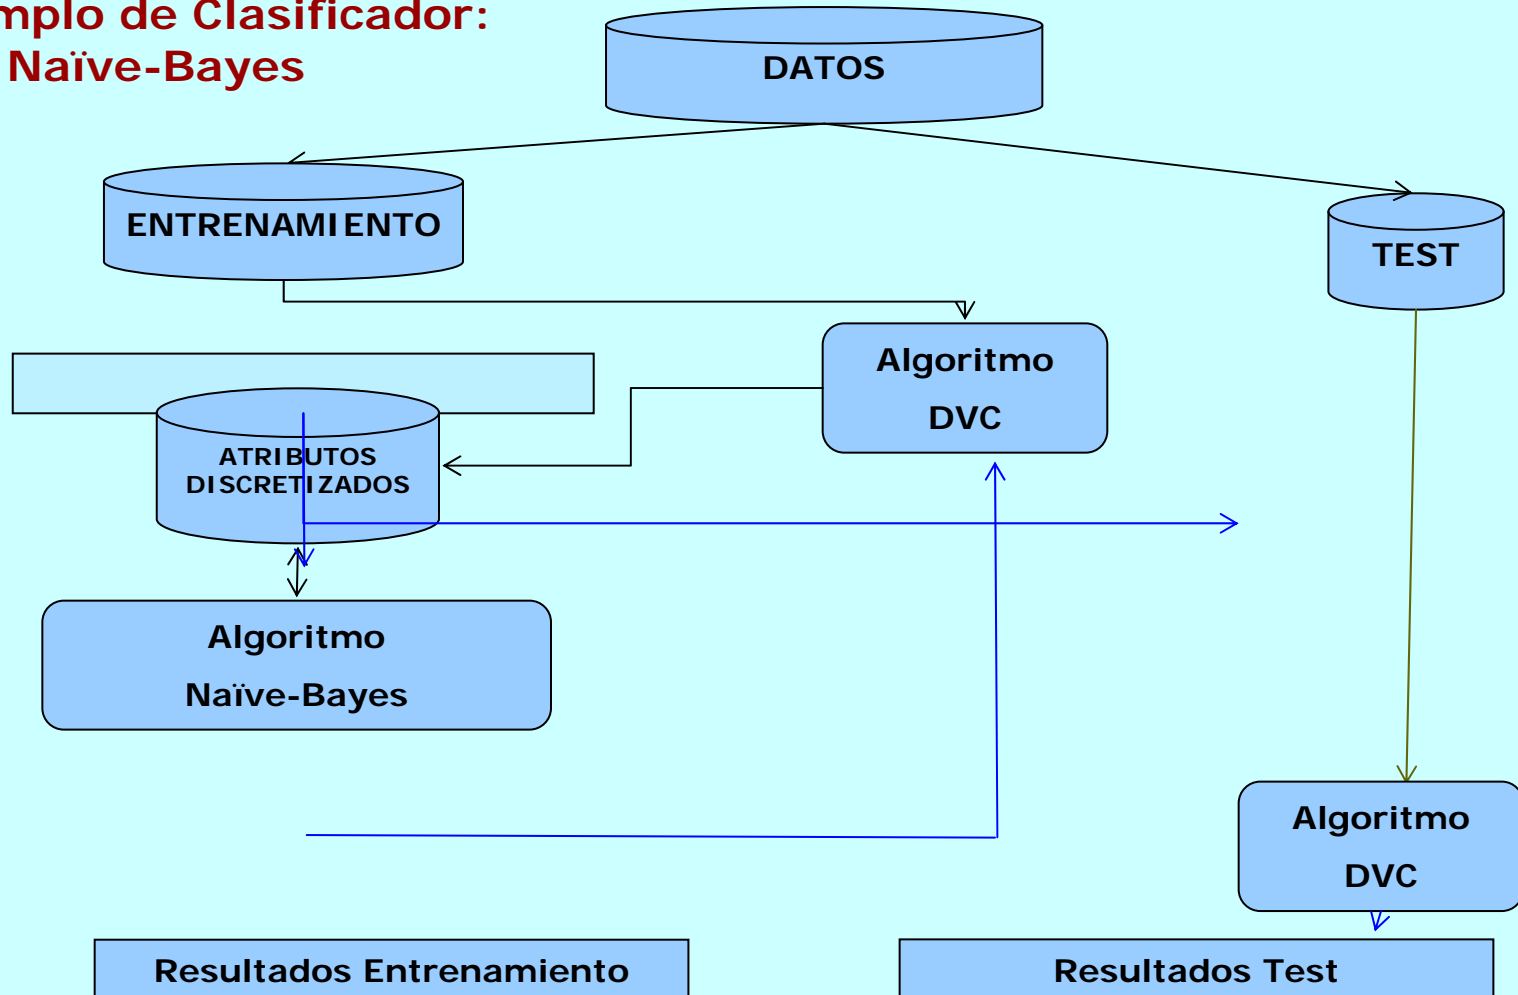 mplo de Clasificador:
Naïve-Bayes
DATOS
ENTRENAMIENTO
TEST
Algoritmo
DVC
ATRIBUTOS
DISCRETIZADOS
Algoritmo
Naïve-Bayes
Algoritmo
DVC
Resultados Entrenamiento
Resultados Test